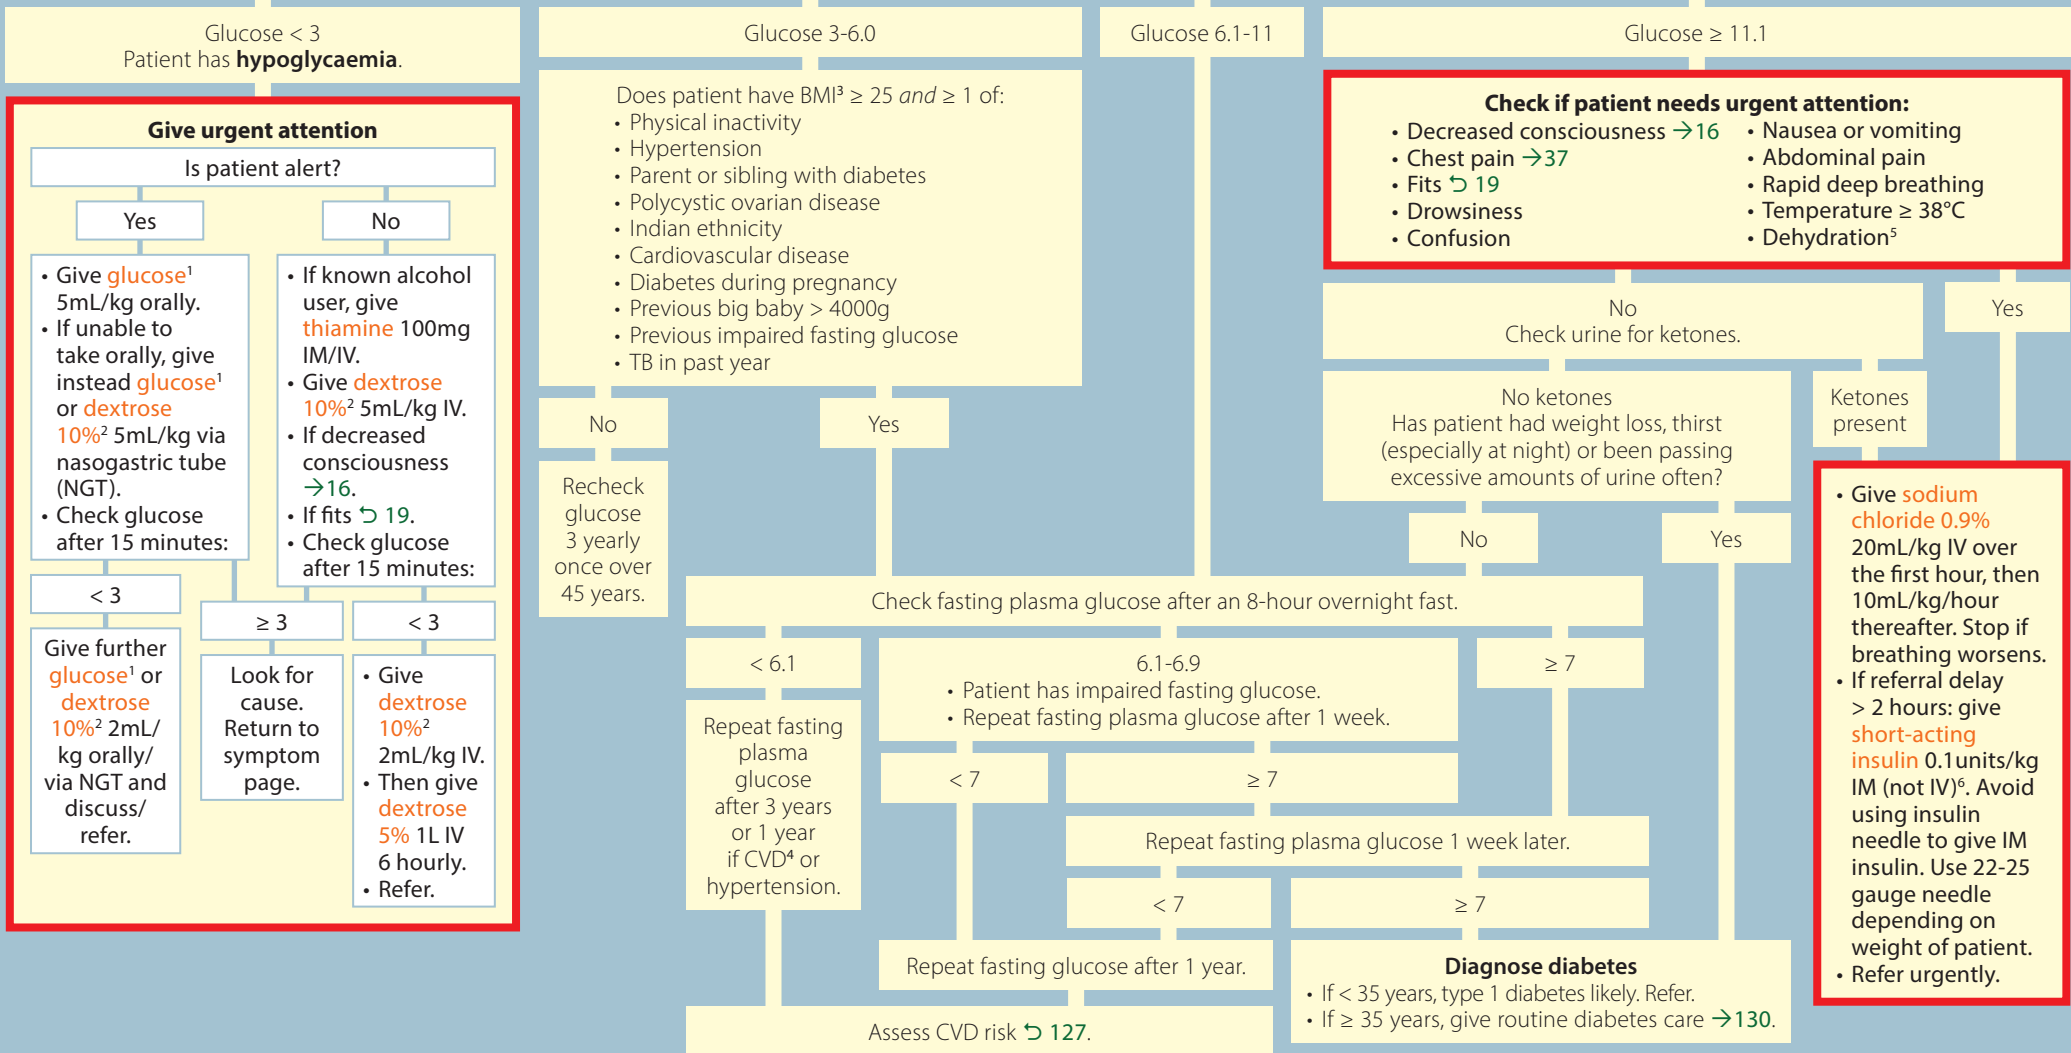 Glucose < 3
Patient has hypoglycaemia.
Give urgent attention
Is patient alert?
Yes
• Give glucose¹
5mL/kg orally.
• If unable to
take orally, give
instead glucose¹
or dextrose
10%² 5mL/kg via
nasogastric tube
(NGT).
• Check glucose
after 15 minutes:
No
• If known alcohol
user, give
thiamine 100mg
IM/IV.
• Give dextrose
10%² 5mL/kg IV.
• If decreased
consciousness
→16.
• If fits ⮌ 19.
• Check glucose
after 15 minutes:
< 3
Give further
glucose¹ or
dextrose
10%² 2mL/
kg orally/
via NGT and
discuss/
refer.
≥ 3
Look for
cause.
Return to
symptom
page.
< 3
• Give
dextrose
10%²
2mL/kg IV.
• Then give
dextrose
5% 1L IV
6 hourly.
• Refer.
Glucose 3-6.0
Does patient have BMI³ ≥ 25 and ≥ 1 of:
• Physical inactivity
• Hypertension
• Parent or sibling with diabetes
• Polycystic ovarian disease
• Indian ethnicity
• Cardiovascular disease
• Diabetes during pregnancy
• Previous big baby > 4000g
• Previous impaired fasting glucose
• TB in past year
No
Recheck
glucose
3 yearly
once over
45 years.
Yes
Glucose 6.1-11
Glucose ≥ 11.1
Check if patient needs urgent attention:
• Decreased consciousness →16
• Chest pain →37
• Fits ⮌ 19
• Drowsiness
• Confusion
• Nausea or vomiting
• Abdominal pain
• Rapid deep breathing
• Temperature ≥ 38°C
• Dehydration⁵
No
Check urine for ketones.
Yes
No ketones
Has patient had weight loss, thirst
(especially at night) or been passing
excessive amounts of urine often?
Ketones
present
No
Yes
• Give sodium
chloride 0.9%
20mL/kg IV over
the first hour, then
10mL/kg/hour
thereafter. Stop if
breathing worsens.
• If referral delay
> 2 hours: give
short-acting
insulin 0.1units/kg
IM (not IV)⁶. Avoid
using insulin
needle to give IM
insulin. Use 22-25
gauge needle
depending on
weight of patient.
• Refer urgently.
Check fasting plasma glucose after an 8-hour overnight fast.
< 6.1
Repeat fasting
plasma
glucose
after 3 years
or 1 year
if CVD⁴ or
hypertension.
6.1-6.9
• Patient has impaired fasting glucose.
• Repeat fasting plasma glucose after 1 week.
≥ 7
< 7
≥ 7
Repeat fasting plasma glucose 1 week later.
< 7
≥ 7
Repeat fasting glucose after 1 year.
Diagnose diabetes
• If < 35 years, type 1 diabetes likely. Refer.
• If ≥ 35 years, give routine diabetes care →130.
Assess CVD risk ⮌ 127.